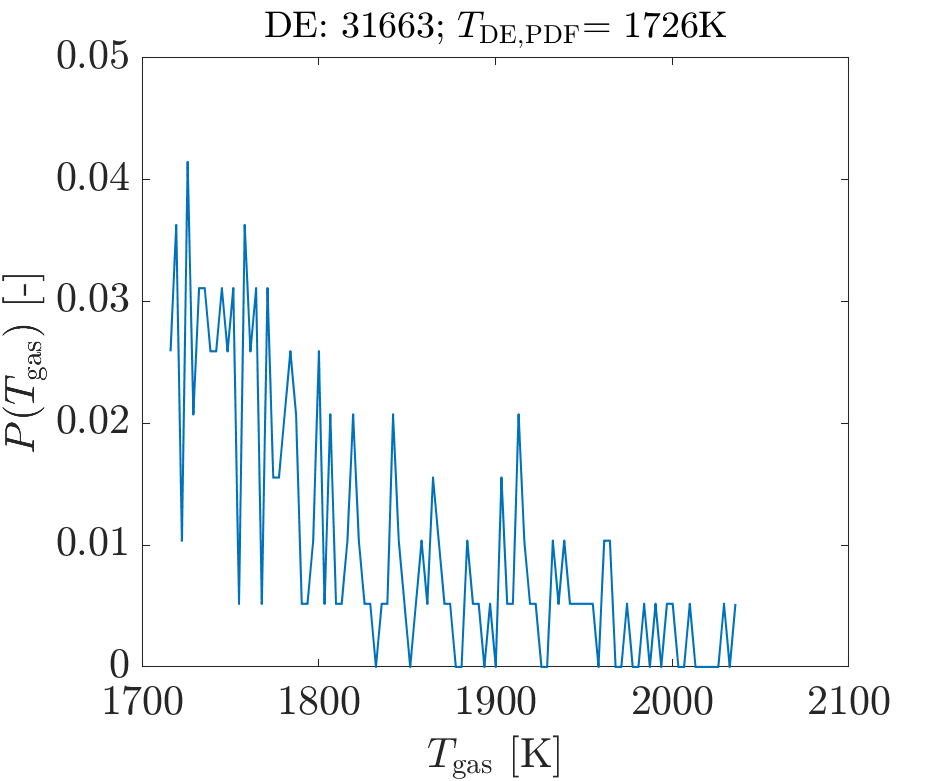 DE: 31663; T_DE,PDF= 1726K
0.05
0.04
0.03
0.02
0.01
0
P(T_gas) [-]
1700 1800 1900 2000 2100
T_gas [K]